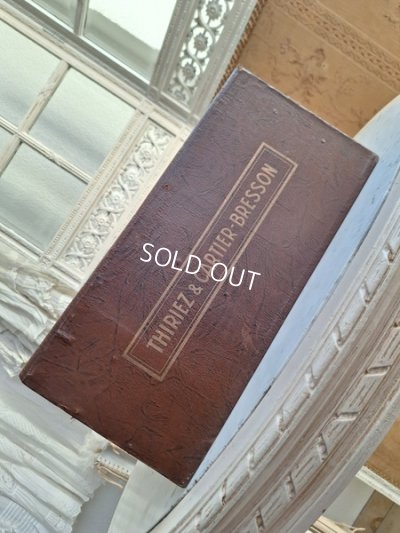 THIRIEZ & CARTIER-BRESSON
SOLD OUT